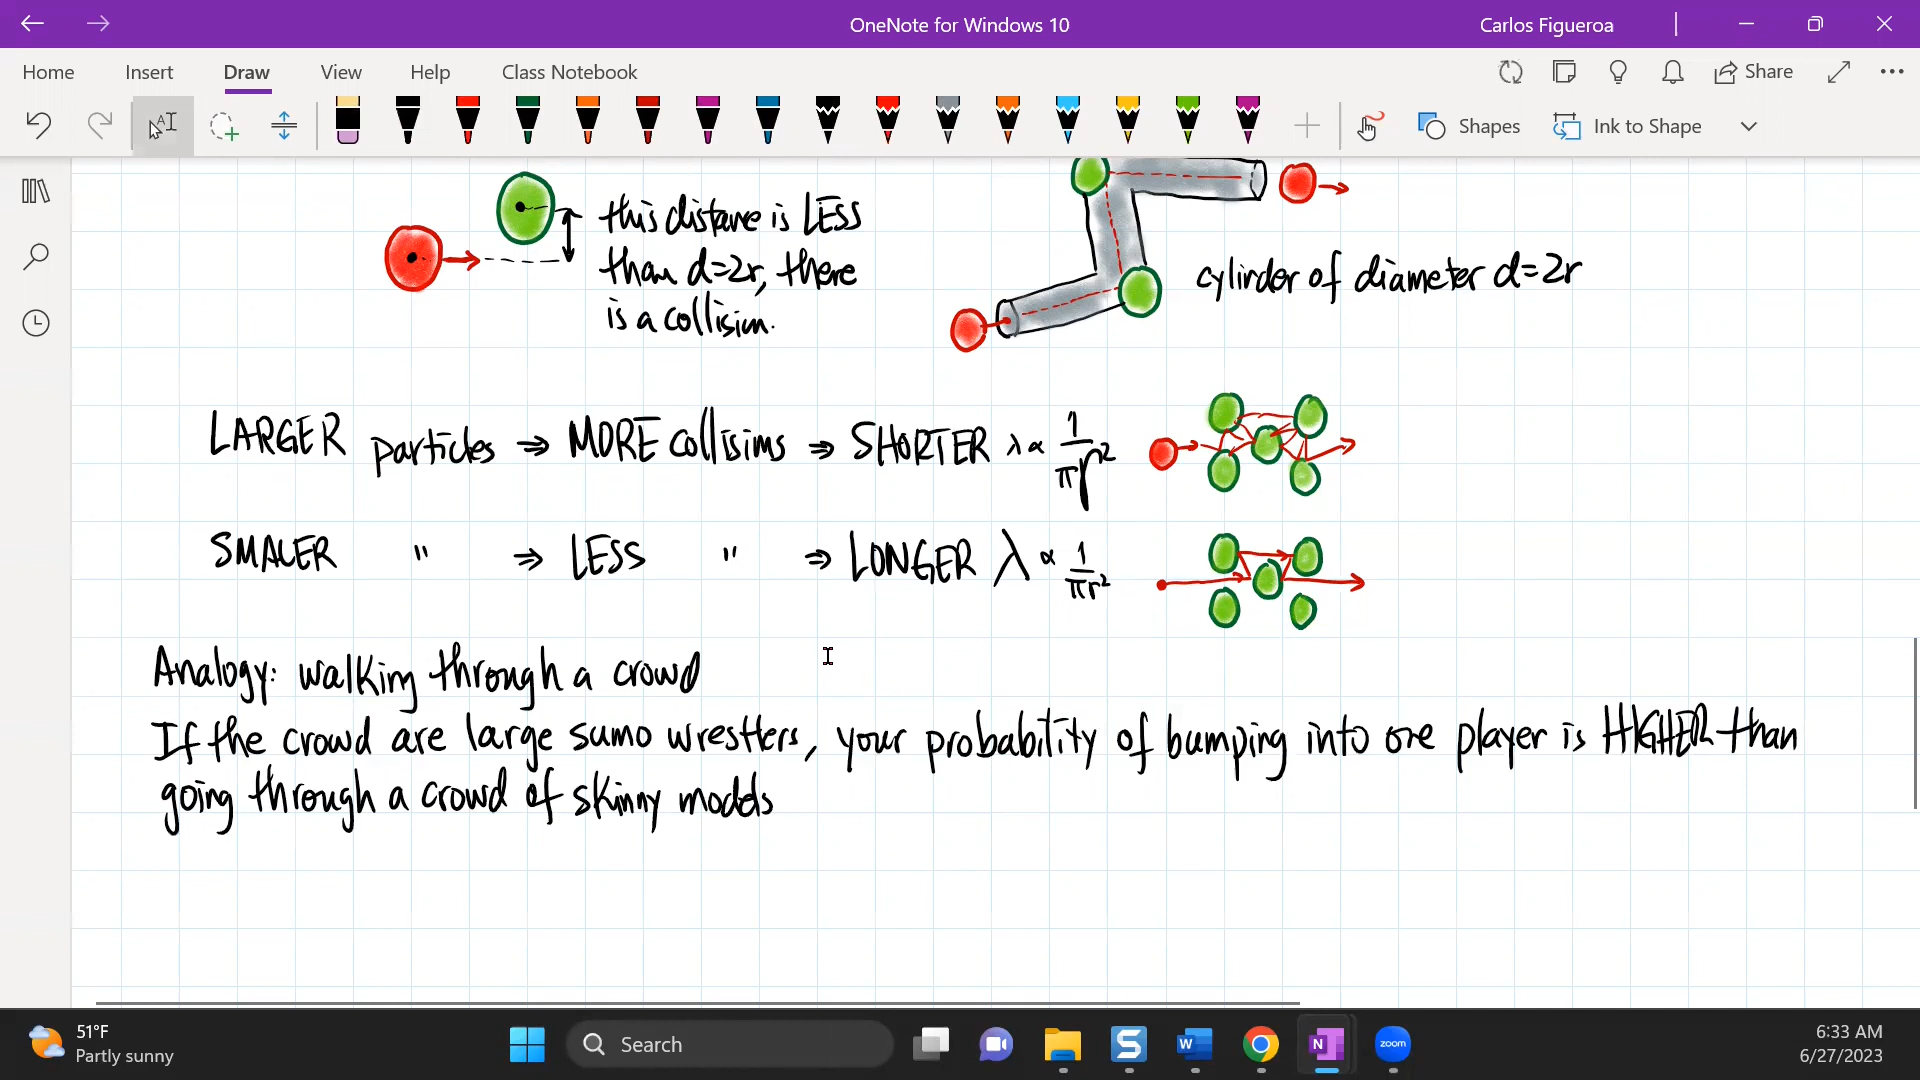 OneNote for Windows 10
Carlos Figueroa
Home Insert Draw View Help Class Notebook
Share
Shapes
Ink to Shape
this distance is LESS
than d=2r, there
is a collision.
cylinder of diameter d=2r
LARGER particles ⇒ MORE collisions ⇒ SHORTER λ ∝ 1/πr²
SMALLER " ⇒ LESS " ⇒ LONGER λ ∝ 1/πr²
Analogy: walking through a crowd
If the crowd are large sumo wrestlers, your probability of bumping into one player is HIGHER than
going through a crowd of skinny models
51°F
Partly sunny
Search
zoom
6:33 AM
6/27/2023